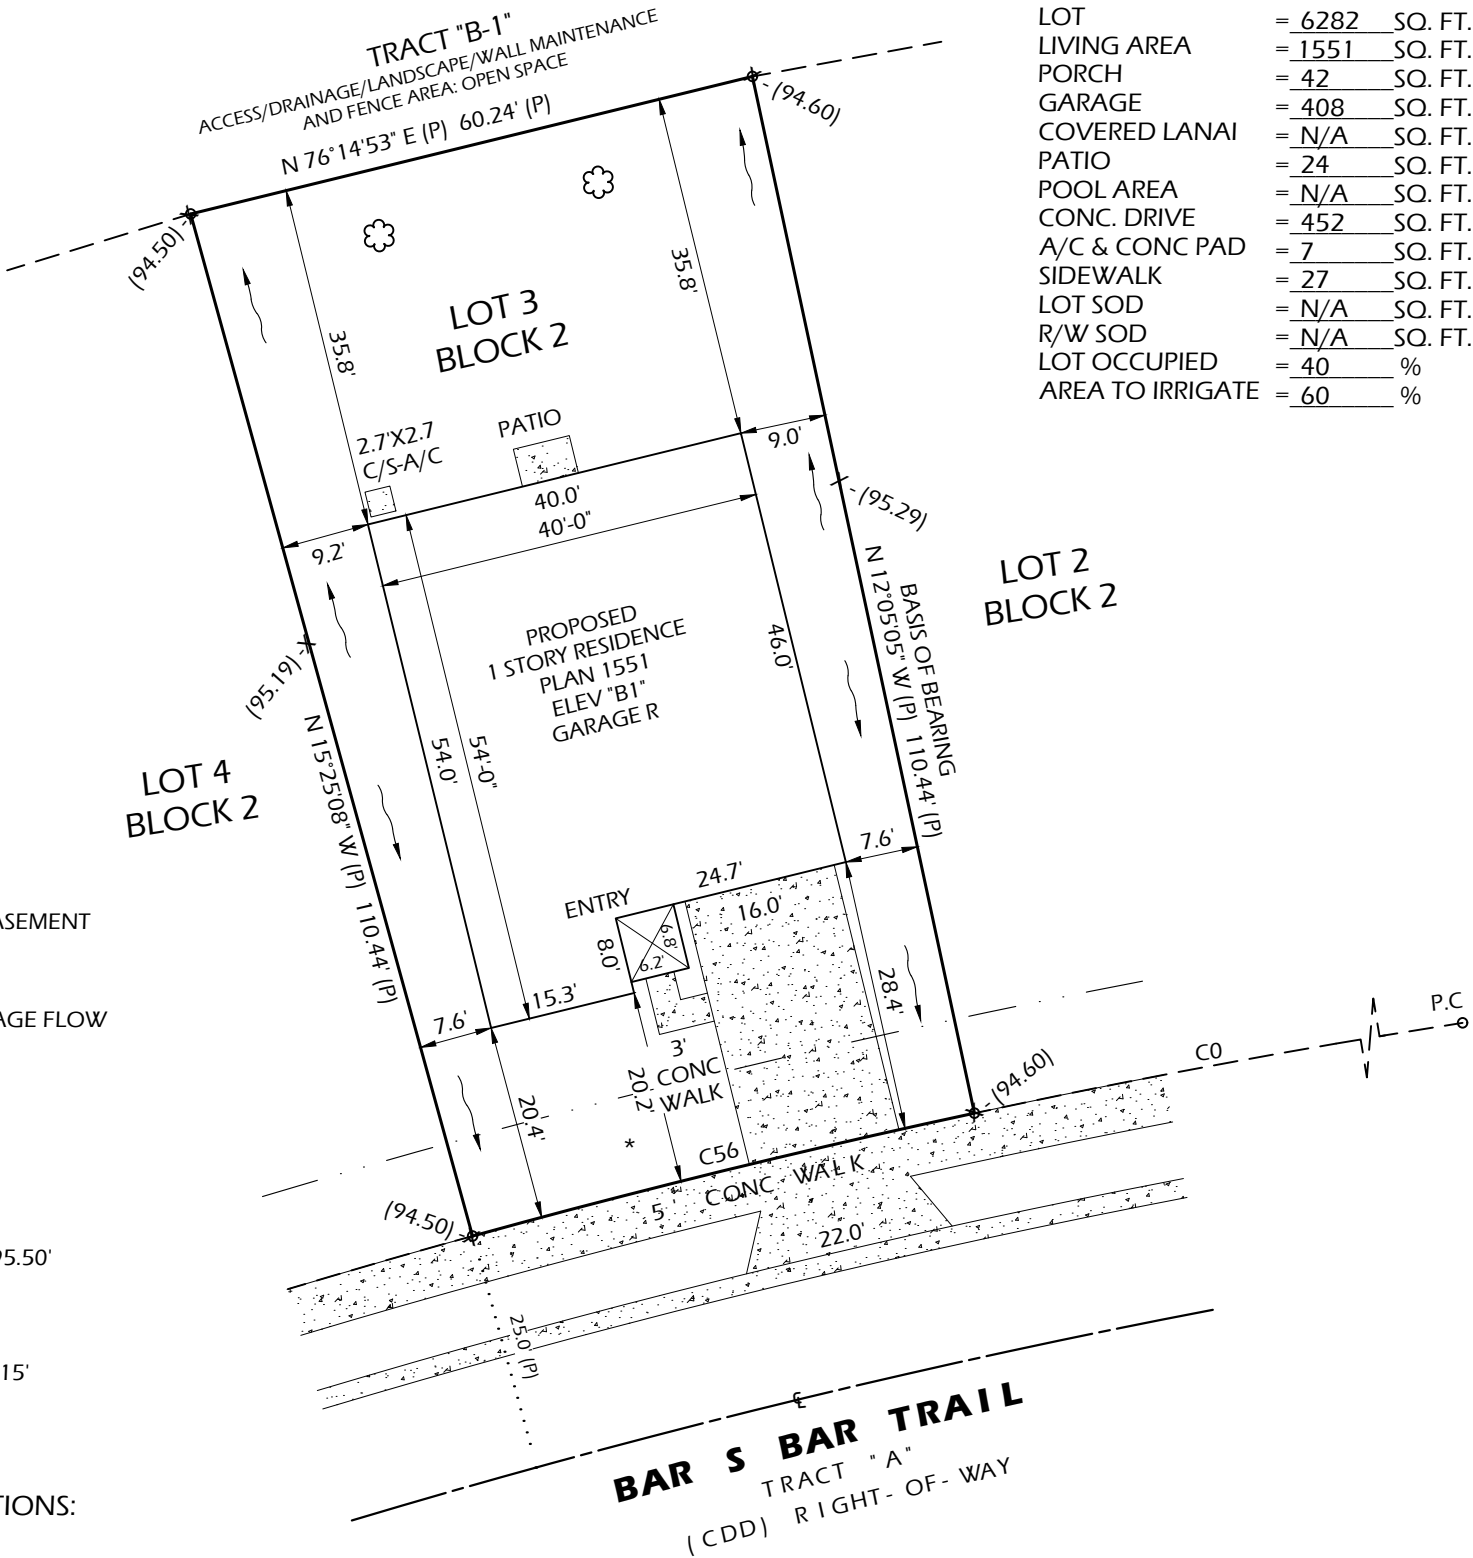 TRACT "B-1"
ACCESS/DRAINAGE/LANDSCAPE/WALL MAINTENANCE
AND FENCE AREA: OPEN SPACE
N 76°14'53" E (P) 60.24' (P)
(94.60)
(94.50)
LOT = 6282 SQ. FT.
LIVING AREA = 1551 SQ. FT.
PORCH = 42 SQ. FT.
GARAGE = 408 SQ. FT.
COVERED LANAI = N/A SQ. FT.
PATIO = 24 SQ. FT.
POOL AREA = N/A SQ. FT.
CONC. DRIVE = 452 SQ. FT.
A/C & CONC PAD = 7 SQ. FT.
SIDEWALK = 27 SQ. FT.
LOT SOD = N/A SQ. FT.
R/W SOD = N/A SQ. FT.
LOT OCCUPIED = 40 %
AREA TO IRRIGATE = 60 %
35.8'
35.8'
LOT 3
BLOCK 2
2.7'X2.7
C/S-A/C
PATIO
9.0'
40.0'
40'-0"
9.2'
(95.29)
LOT 2
BLOCK 2
BASIS OF BEARING
N 12°05'05" W (P) 110.44' (P)
PROPOSED
1 STORY RESIDENCE
PLAN 1551
ELEV "B1"
GARAGE R
46.0'
(95.19)
N 15°25'08" W (P) 110.44' (P)
54.0'
54'-0"
LOT 4
BLOCK 2
7.6'
24.7'
ENTRY
16.0'
6.8'
6.2'
8.0'
ASEMENT
28.4'
15.3'
7.6'
AGE FLOW
P.C
C0
3'
CONC
WALK
20.2'
20.4'
(94.60)
*
C56
5' CONC WALK
(94.50)
22.0'
95.50'
25.0' (P)
15'
℄
BAR S BAR TRAIL
TRACT "A"
(CDD) RIGHT-OF-WAY
TIONS: